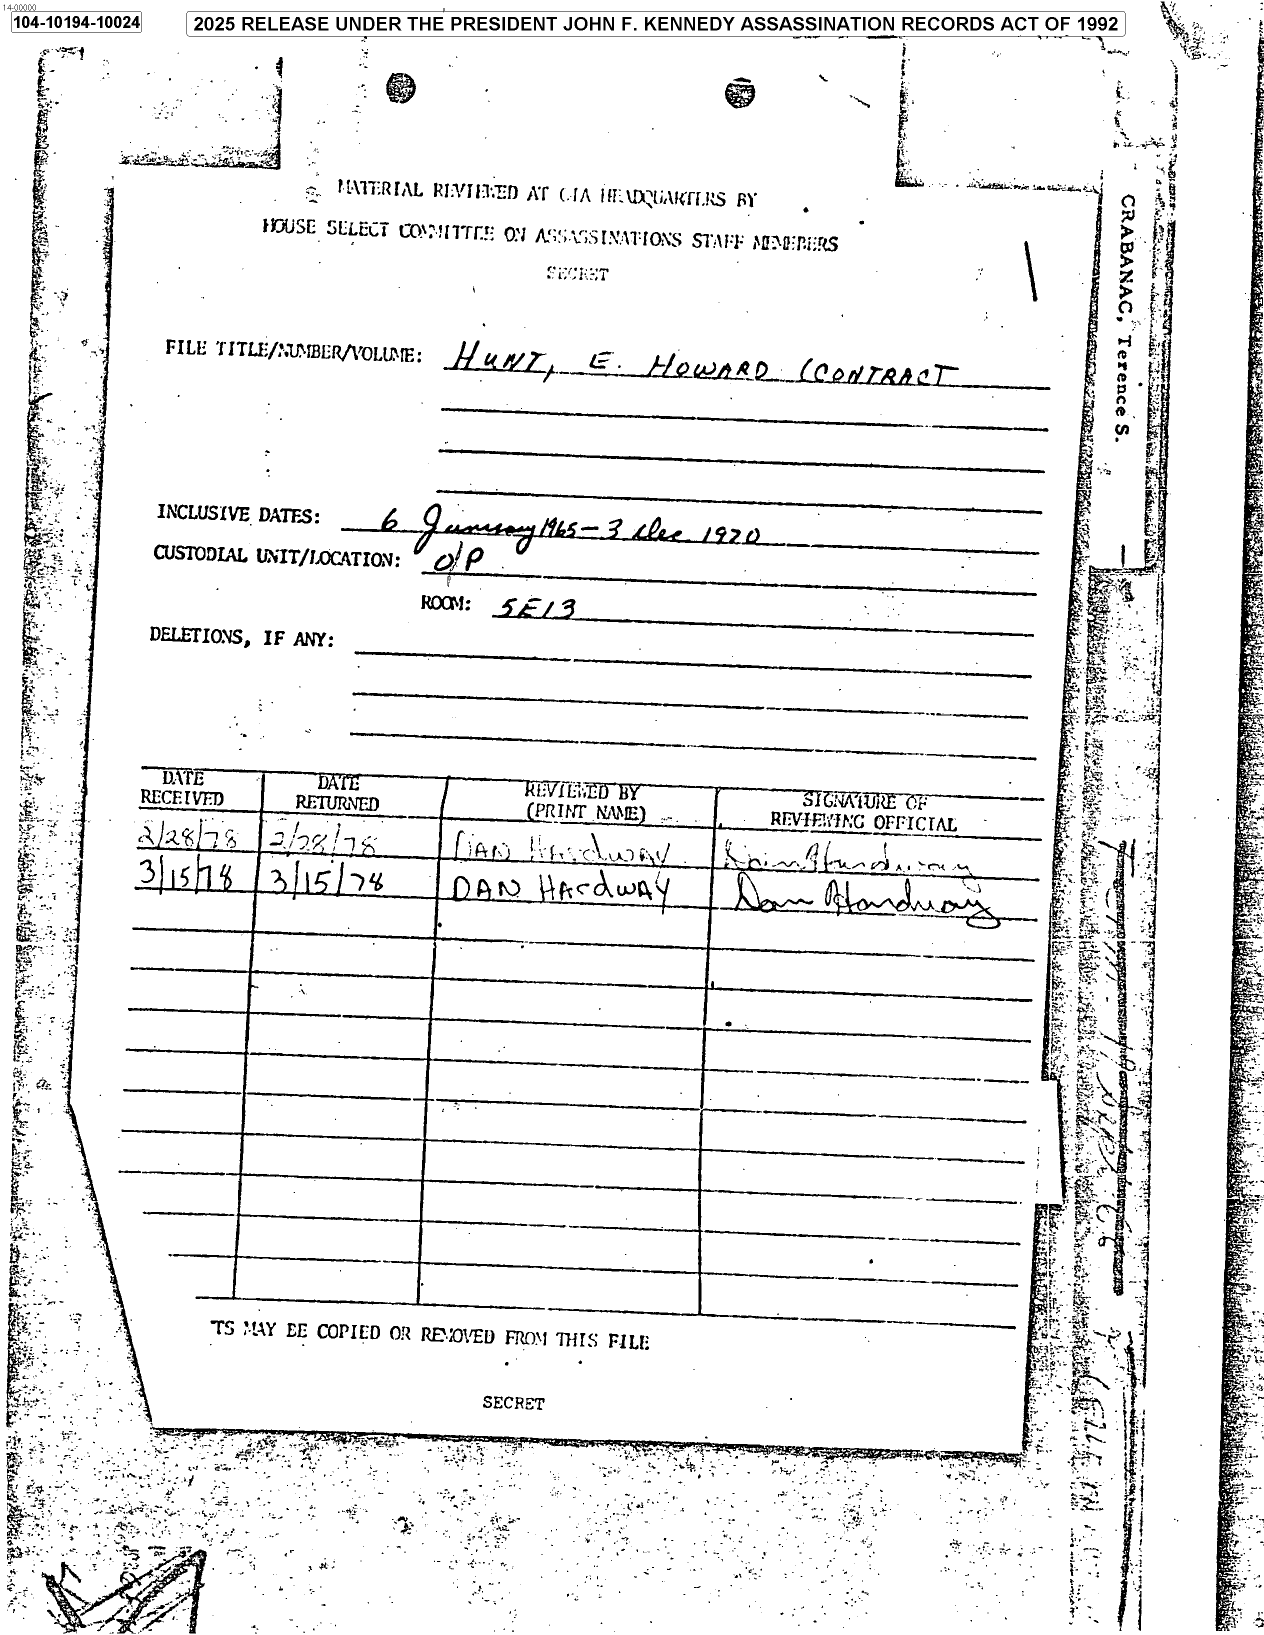 14-00000
104-10194-10024
2025 RELEASE UNDER THE PRESIDENT JOHN F. KENNEDY ASSASSINATION RECORDS ACT OF 1992
MATERIAL REVIEWED AT CIA HEADQUARTERS BY
HOUSE SELECT COMMITTEE ON ASSASSINATIONS STAFF MEMBERS
SECRET
FILE TITLE/NUMBER/VOLUME: HUNT, E. HOWARD (CONTRACT
INCLUSIVE DATES: 6 January 1965 - 3 Dec 1970
CUSTODIAL UNIT/LOCATION: O/P
ROOM: 5E13
DELETIONS, IF ANY:
DATE RECEIVED DATE RETURNED REVIEWED BY (PRINT NAME) SIGNATURE OF REVIEWING OFFICIAL
2/28/78 2/28/78 DAN HARDWAY Dan Hardway
3/15/78 3/15/78 DAN HARDWAY Dan Hardway
TS MAY BE COPIED OR REMOVED FROM THIS FILE
SECRET
CRABANAC, Terence S.